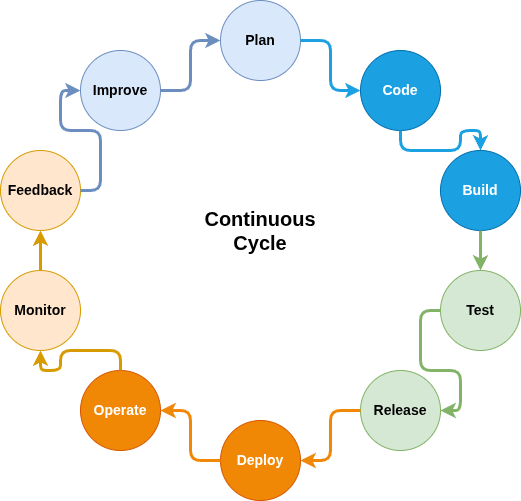 Plan
Code
Build
Test
Release
Deploy
Operate
Monitor
Feedback
Improve
Continuous
Cycle